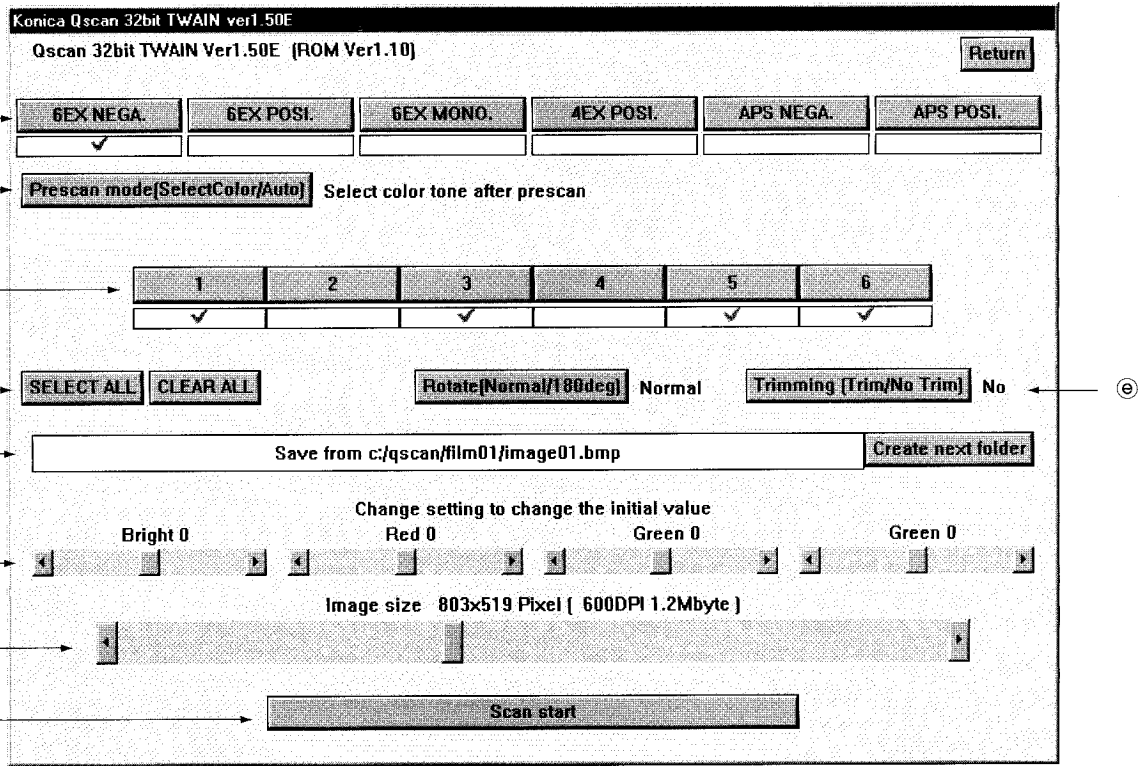 Konica Qscan 32bit TWAIN ver1.50E
Qscan 32bit TWAIN Ver1.50E (ROM Ver1.10)
Return
6EX NEGA. 6EX POSI. 6EX MONO. 4EX POSI. APS NEGA. APS POSI.
Prescan mode(SelectColor/Auto) Select color tone after prescan
1 2 3 4 5 6
SELECT ALL CLEAR ALL Rotate(Normal/180deg) Normal Trimming (Trim/No Trim) No ⓔ
Save from c:/qscan/film01/image01.bmp Create next folder
Change setting to change the initial value
Bright 0 Red 0 Green 0 Green 0
Image size 803x519 Pixel ( 600DPI 1.2Mbyte )
Scan start